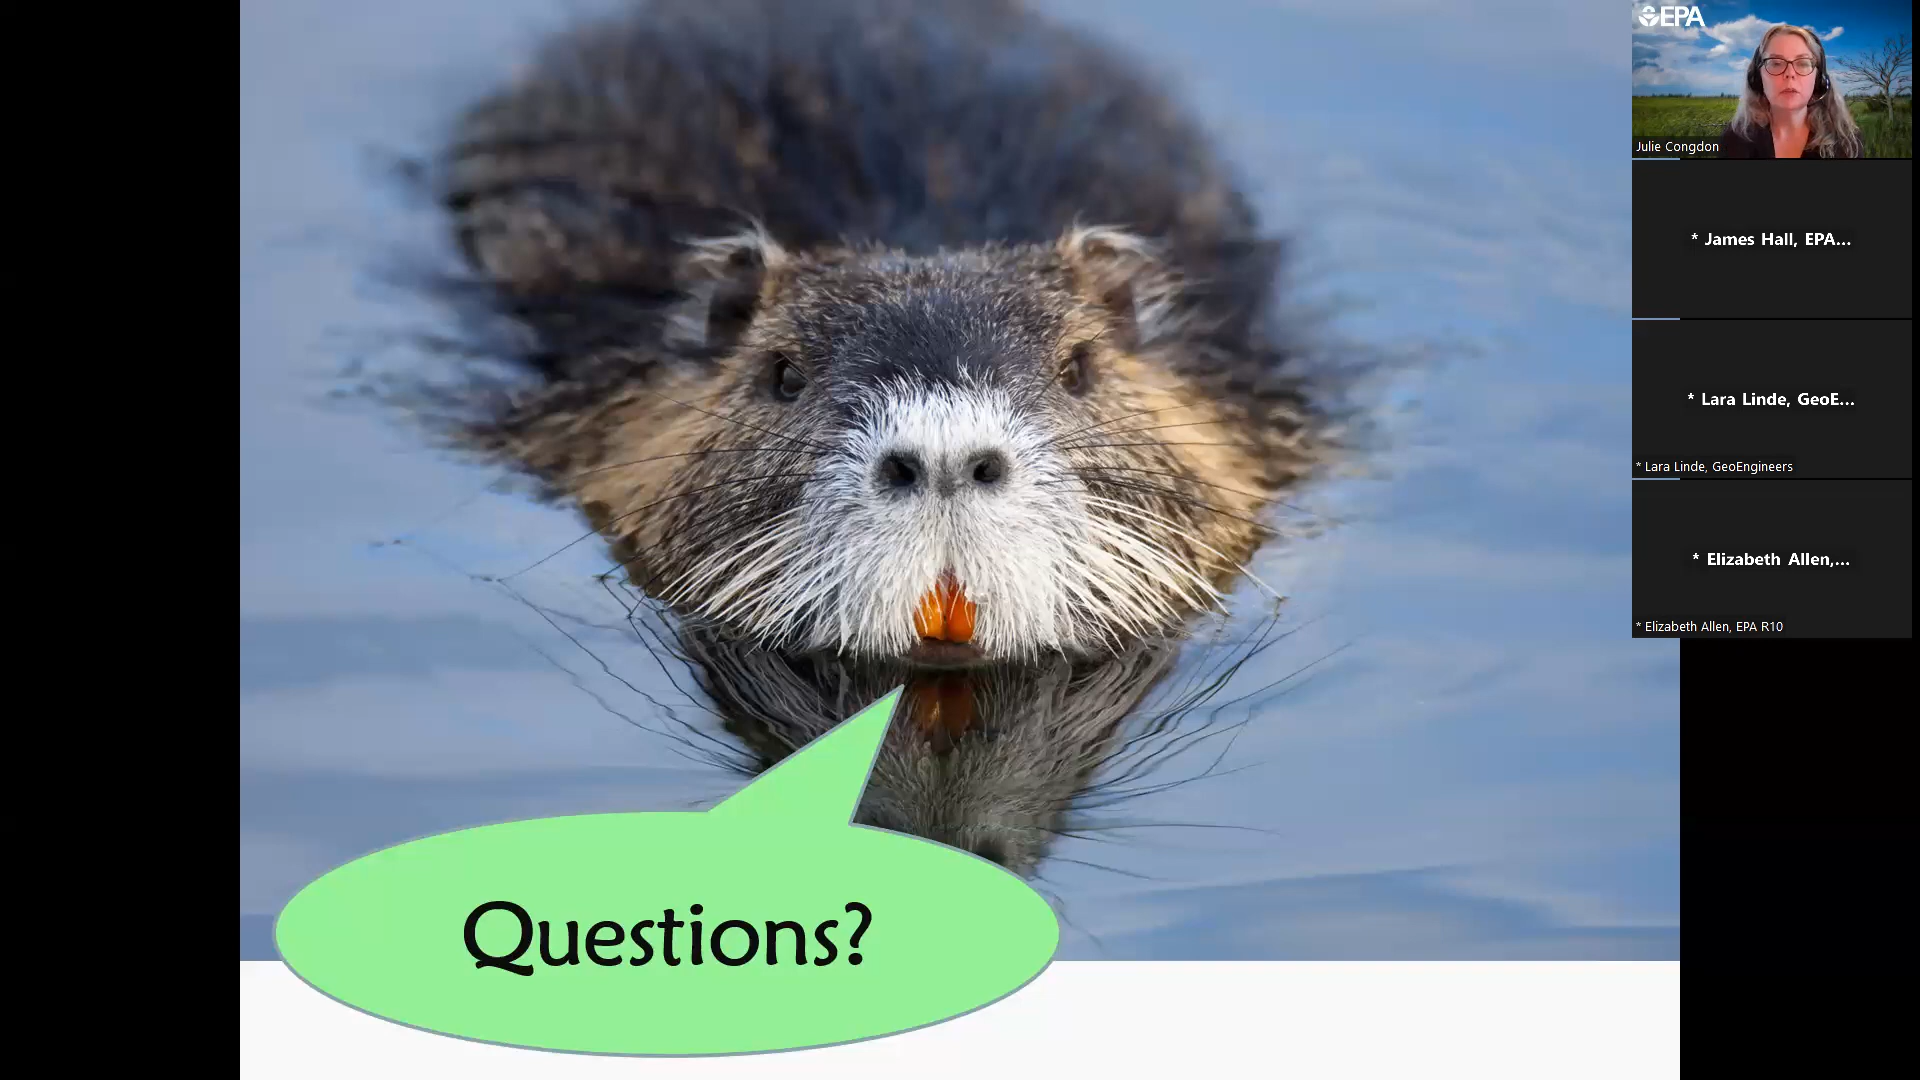 EPA
Julie Congdon
* James Hall, EPA...
* Lara Linde, GeoE...
* Lara Linde, GeoEngineers
* Elizabeth Allen,...
* Elizabeth Allen, EPA R10
Questions?